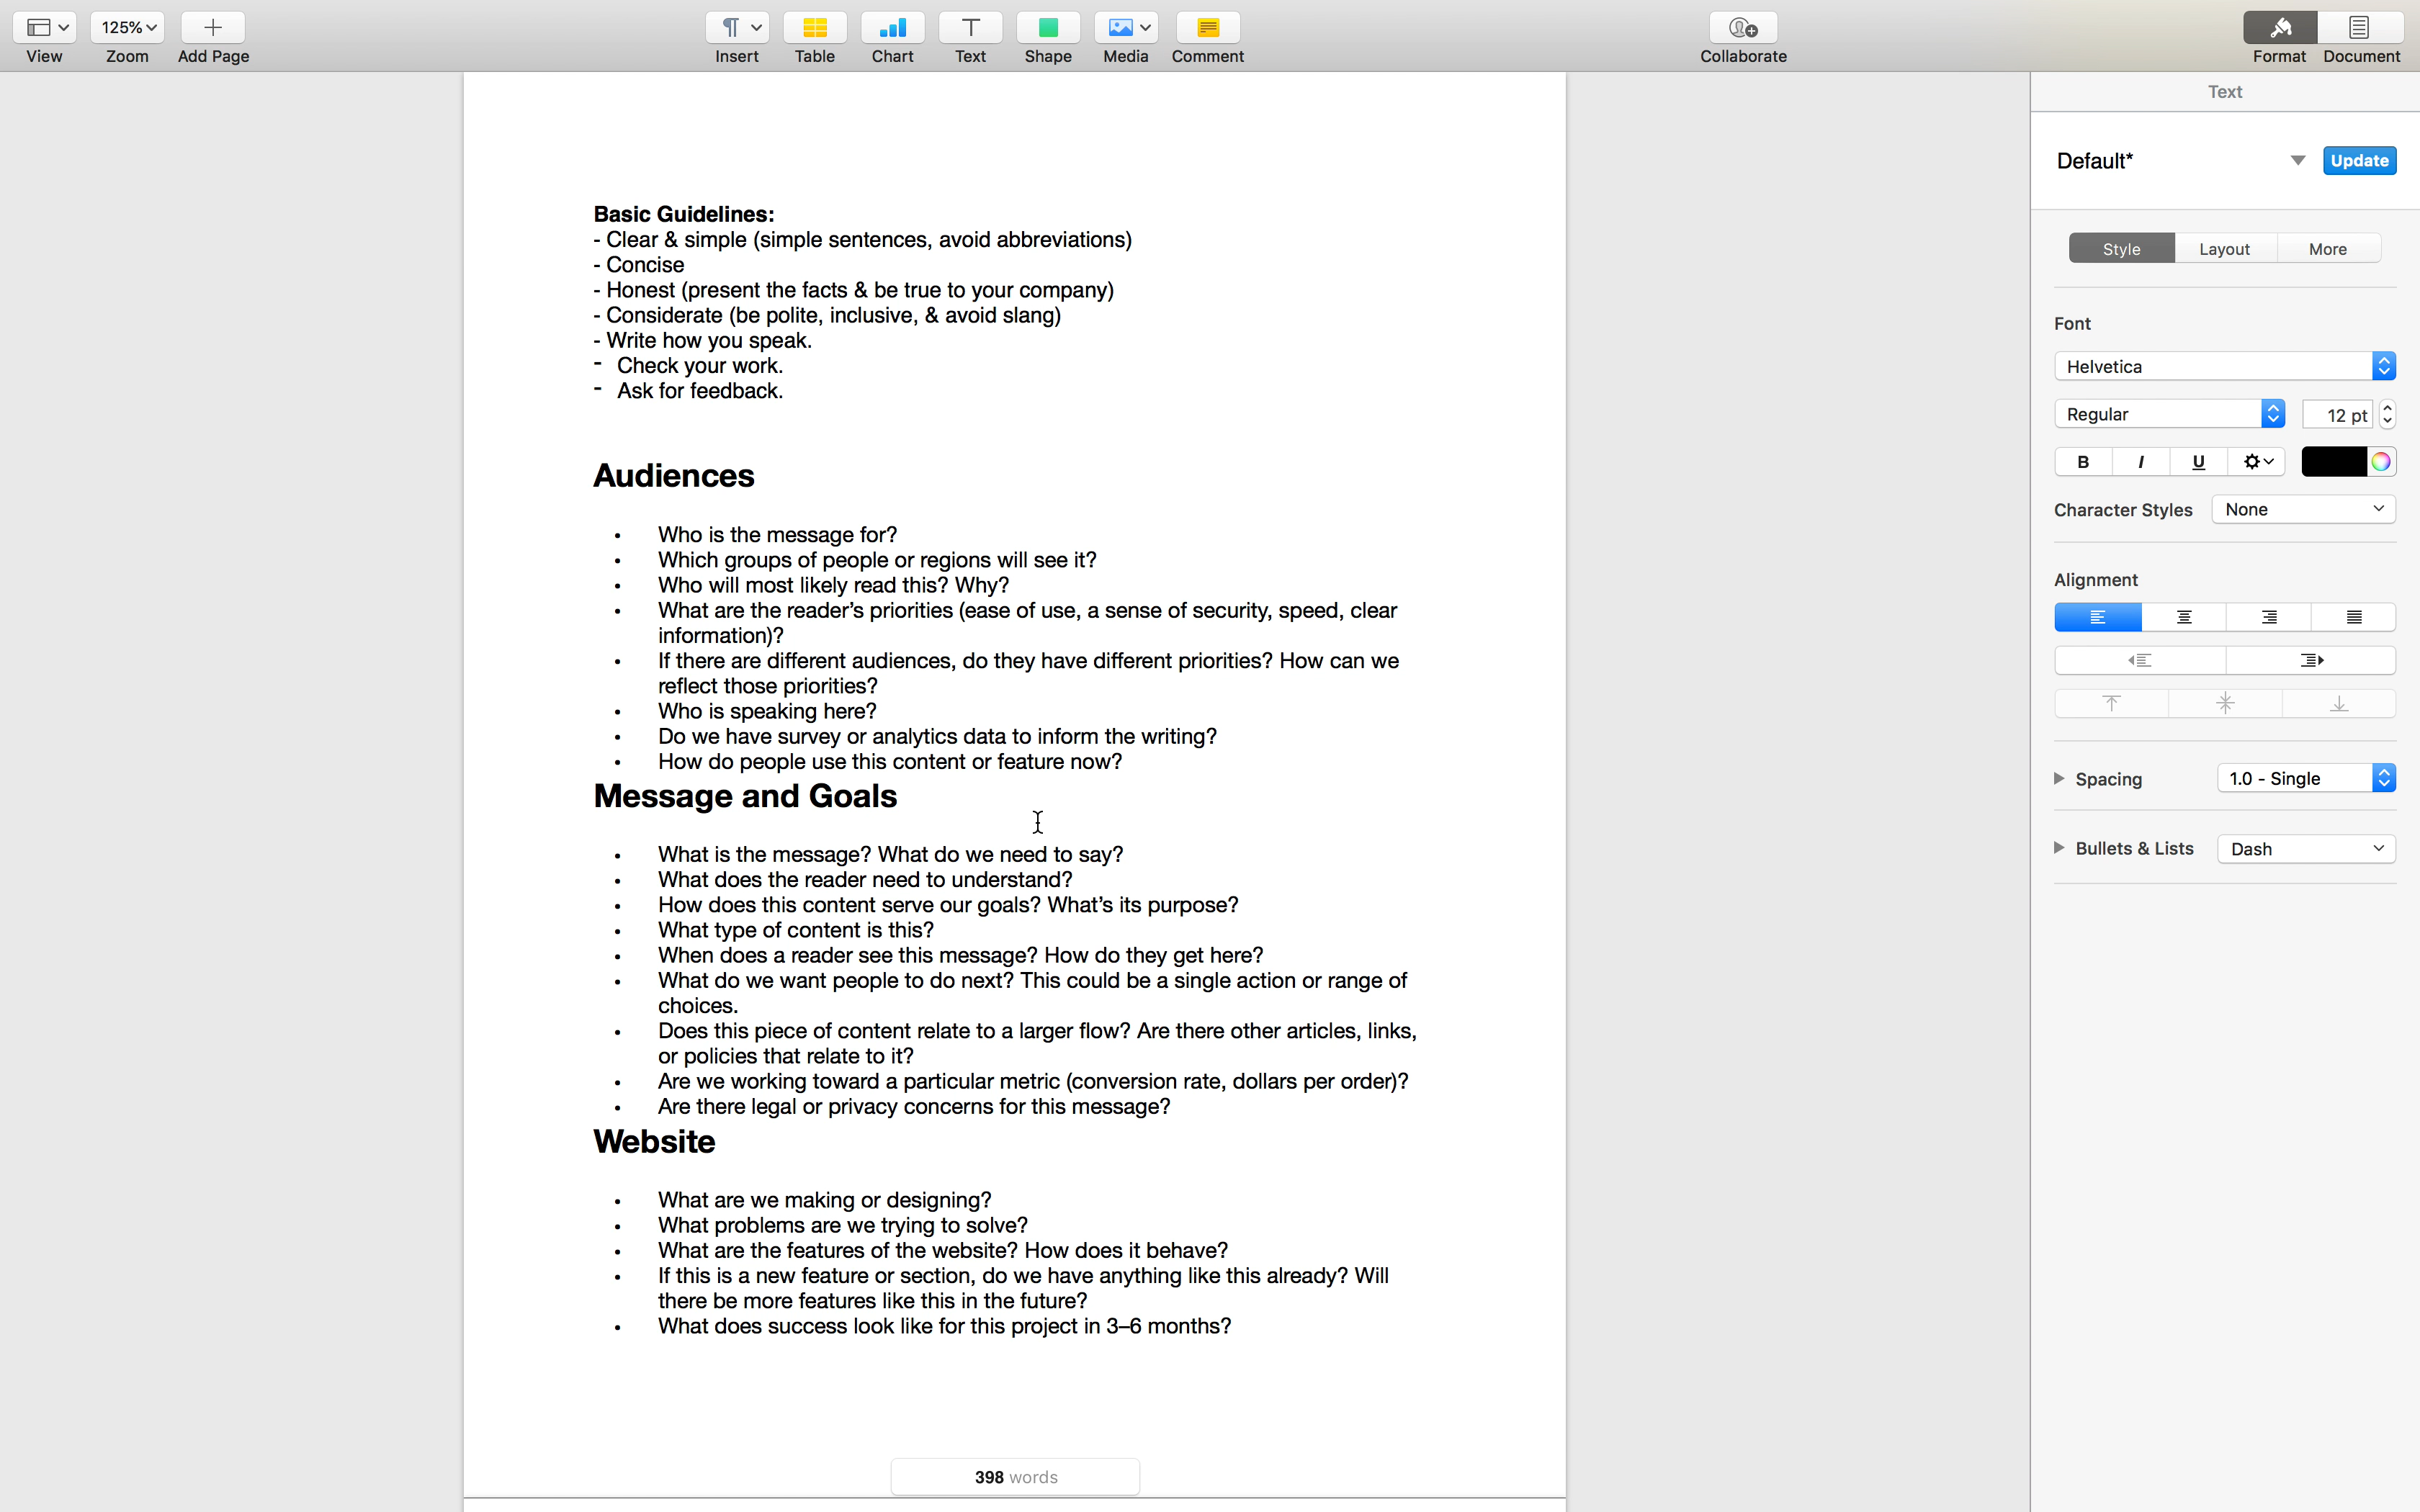 125%
View
Zoom
Add Page
Insert
Table
Chart
Text
Shape
Media
Comment
Collaborate
Format
Document
Basic Guidelines:
- Clear & simple (simple sentences, avoid abbreviations)
- Concise
- Honest (present the facts & be true to your company)
- Considerate (be polite, inclusive, & avoid slang)
- Write how you speak.
- Check your work.
- Ask for feedback.
Audiences
• Who is the message for?
• Which groups of people or regions will see it?
• Who will most likely read this? Why?
• What are the reader’s priorities (ease of use, a sense of security, speed, clear
information)?
• If there are different audiences, do they have different priorities? How can we
reflect those priorities?
• Who is speaking here?
• Do we have survey or analytics data to inform the writing?
• How do people use this content or feature now?
Message and Goals
• What is the message? What do we need to say?
• What does the reader need to understand?
• How does this content serve our goals? What’s its purpose?
• What type of content is this?
• When does a reader see this message? How do they get here?
• What do we want people to do next? This could be a single action or range of
choices.
• Does this piece of content relate to a larger flow? Are there other articles, links,
or policies that relate to it?
• Are we working toward a particular metric (conversion rate, dollars per order)?
• Are there legal or privacy concerns for this message?
Website
• What are we making or designing?
• What problems are we trying to solve?
• What are the features of the website? How does it behave?
• If this is a new feature or section, do we have anything like this already? Will
there be more features like this in the future?
• What does success look like for this project in 3–6 months?
398 words
Text
Default*
Update
Style
Layout
More
Font
Helvetica
Regular
12 pt
B
I
U
Character Styles
None
Alignment
Spacing
1.0 - Single
Bullets & Lists
Dash